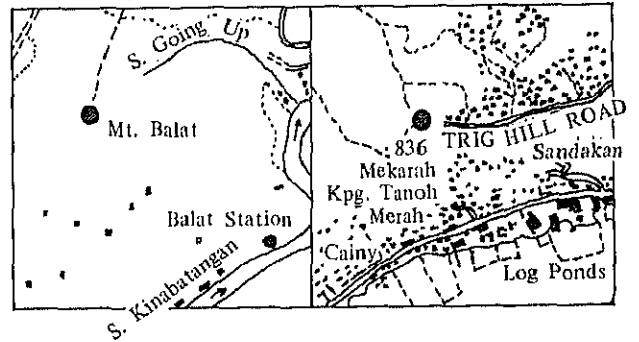 S. Going Up
Mt. Balat
Balat Station
S. Kinabatangan
TRIG HILL ROAD
836
Mekarah
Sandakan
Kpg. Tanoh
Merah
Cainy
Log Ponds